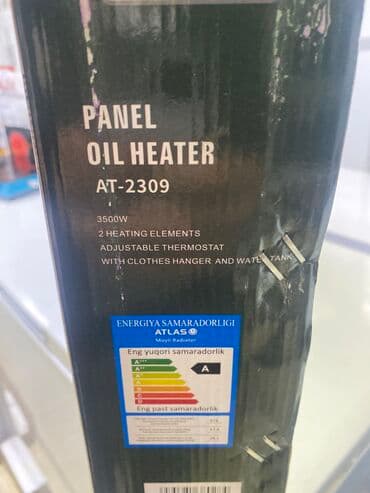 PANEL
OIL HEATER
AT-2309
3500W
2 HEATING ELEMENTS
ADJUSTABLE THERMOSTAT
WITH CLOTHES HANGER AND WATER TANK
ENERGIYA SAMARADORLIGI
ATLAS
Moyli Radiator
Eng yuqori samaradorlik
A
Eng past samaradorlik